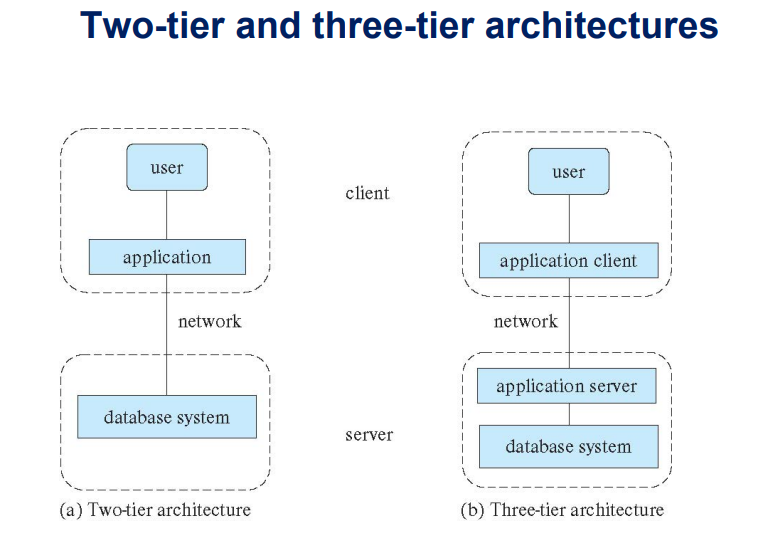 Two-tier and three-tier architectures
user
application
network
database system
(a) Two-tier architecture
client
server
user
application client
network
application server
database system
(b) Three-tier architecture